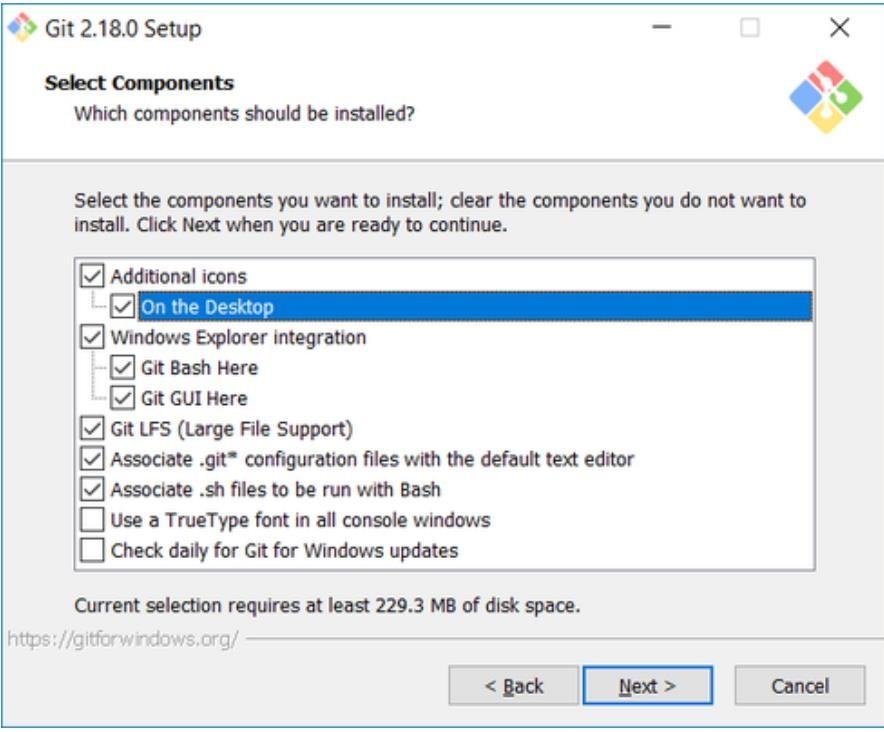 Git 2.18.0 Setup
Select Components
Which components should be installed?
Select the components you want to install; clear the components you do not want to
install. Click Next when you are ready to continue.
Additional icons
On the Desktop
Windows Explorer integration
Git Bash Here
Git GUI Here
Git LFS (Large File Support)
Associate .git* configuration files with the default text editor
Associate .sh files to be run with Bash
Use a TrueType font in all console windows
Check daily for Git for Windows updates
Current selection requires at least 229.3 MB of disk space.
https://gitforwindows.org/
< Back
Next >
Cancel